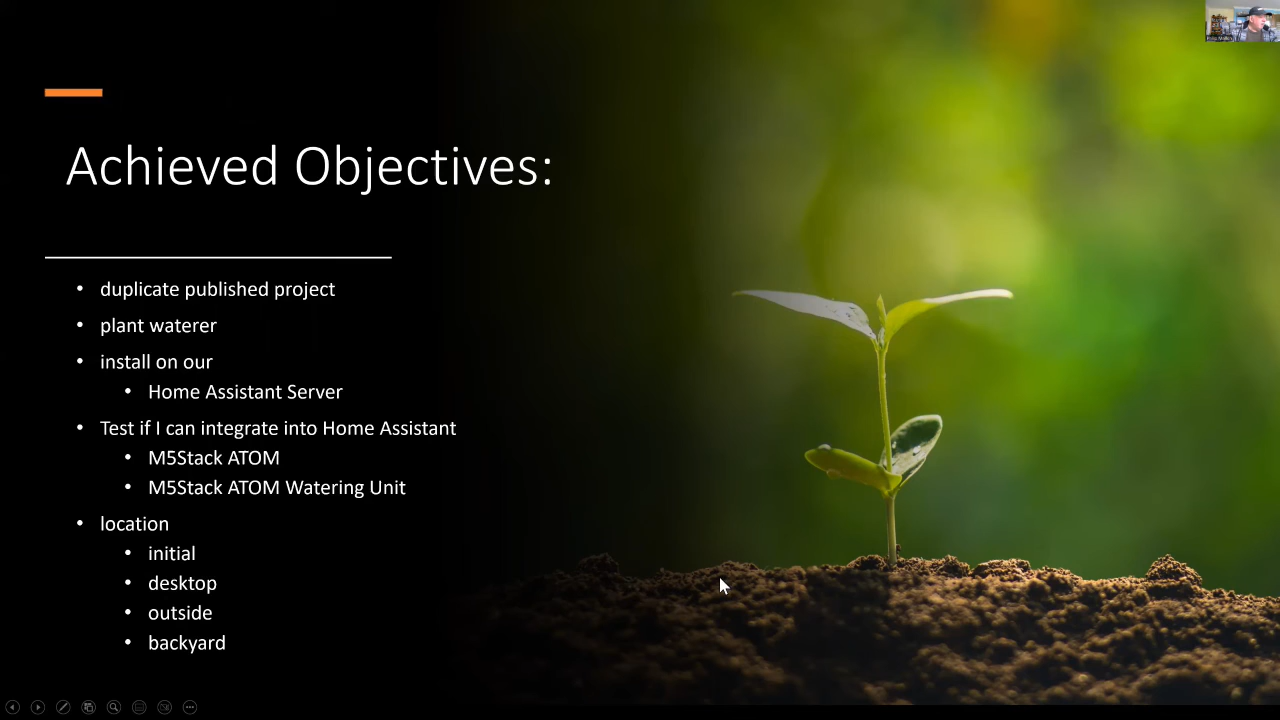 Achieved Objectives:
• duplicate published project
• plant waterer
• install on our
• Home Assistant Server
• Test if I can integrate into Home Assistant
• M5Stack ATOM
• M5Stack ATOM Watering Unit
• location
• initial
• desktop
• outside
• backyard